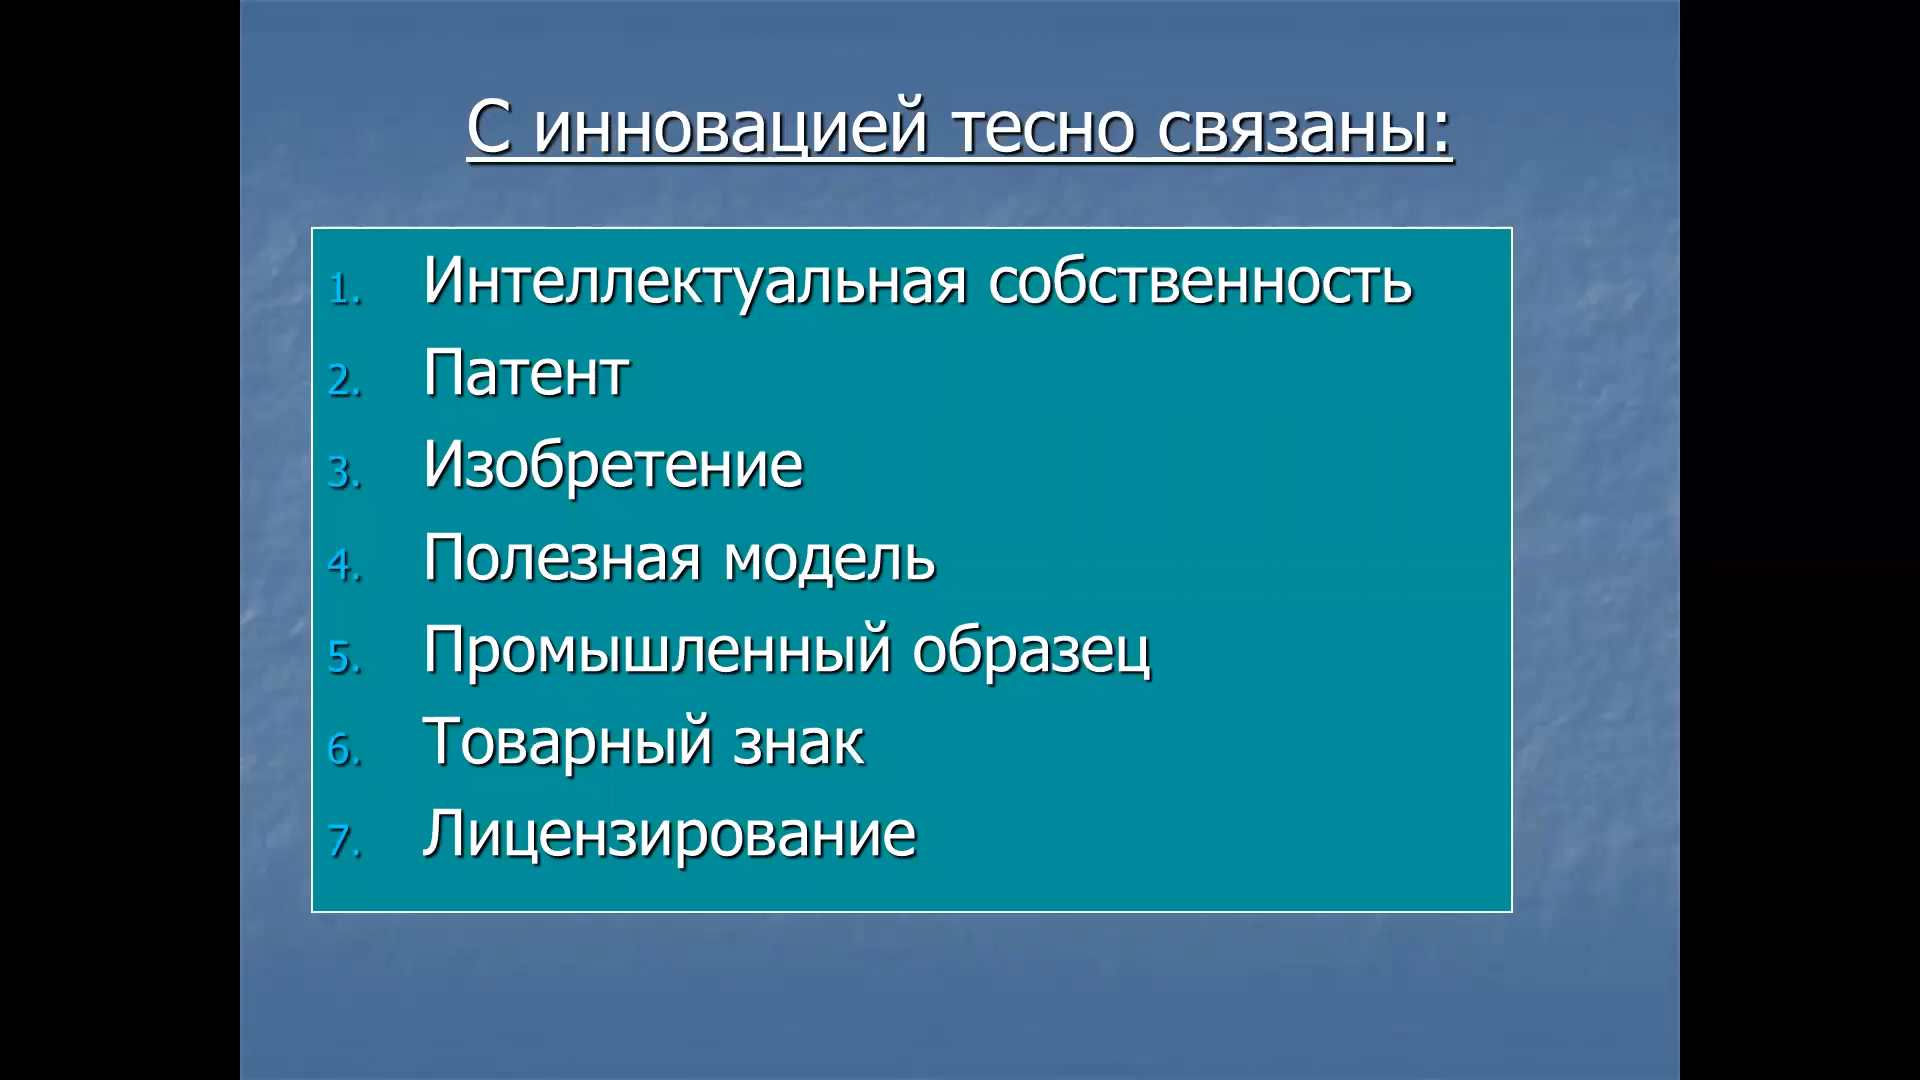 С инновацией тесно связаны:
1. Интеллектуальная собственность
2. Патент
3. Изобретение
4. Полезная модель
5. Промышленный образец
6. Товарный знак
7. Лицензирование